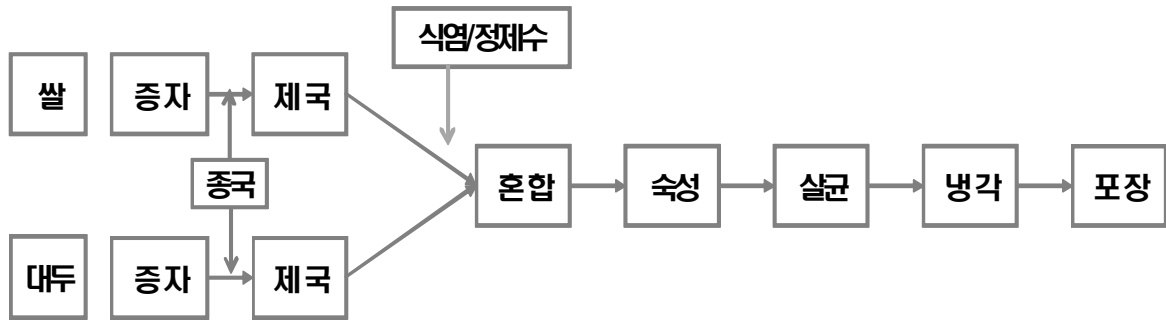 식염/정제수
쌀 증자 제국
종국
혼합 숙성 살균 냉각 포장
대두 증자 제국